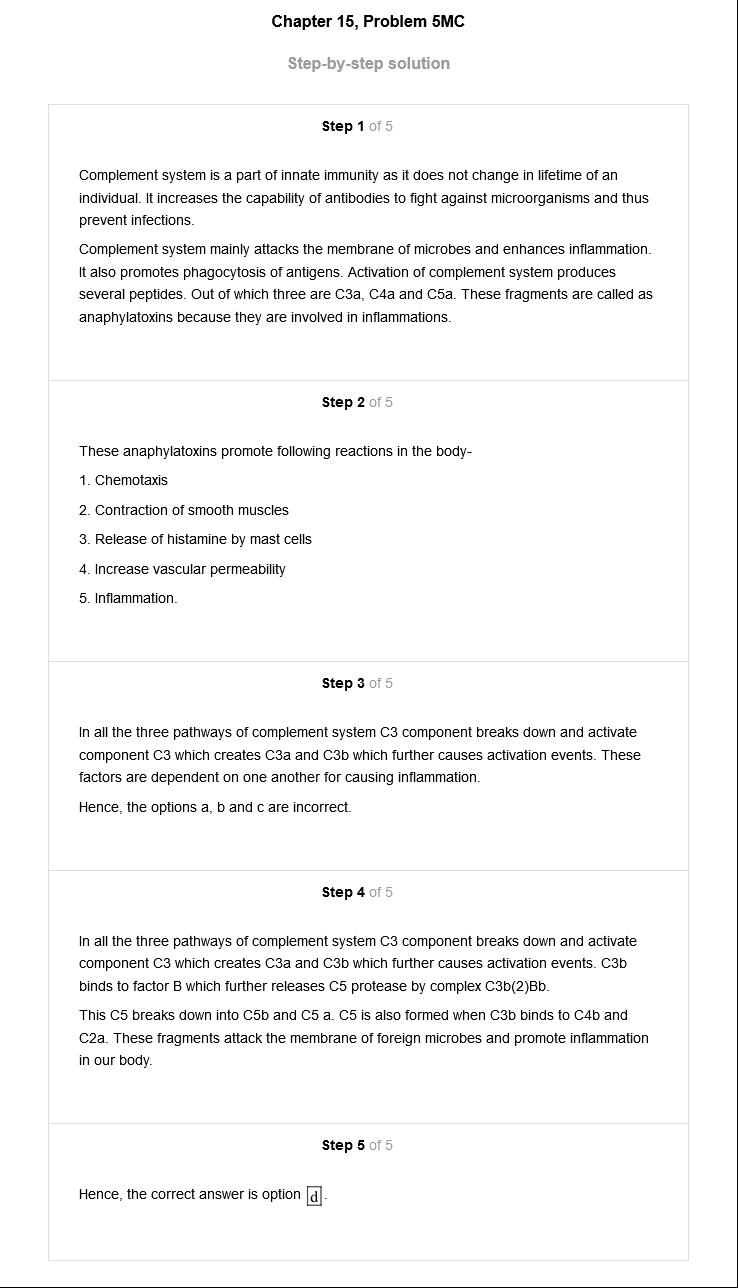 Chapter 15, Problem 5MC
Step-by-step solution
Step 1 of 5
Complement system is a part of innate immunity as it does not change in lifetime of an
individual. It increases the capability of antibodies to fight against microorganisms and thus
prevent infections.
Complement system mainly attacks the membrane of microbes and enhances inflammation.
It also promotes phagocytosis of antigens. Activation of complement system produces
several peptides. Out of which three are C3a, C4a and C5a. These fragments are called as
anaphylatoxins because they are involved in inflammations.
Step 2 of 5
These anaphylatoxins promote following reactions in the body-
1. Chemotaxis
2. Contraction of smooth muscles
3. Release of histamine by mast cells
4. Increase vascular permeability
5. Inflammation.
Step 3 of 5
In all the three pathways of complement system C3 component breaks down and activate
component C3 which creates C3a and C3b which further causes activation events. These
factors are dependent on one another for causing inflammation.
Hence, the options a, b and c are incorrect.
Step 4 of 5
In all the three pathways of complement system C3 component breaks down and activate
component C3 which creates C3a and C3b which further causes activation events. C3b
binds to factor B which further releases C5 protease by complex C3b(2)Bb.
This C5 breaks down into C5b and C5 a. C5 is also formed when C3b binds to C4b and
C2a. These fragments attack the membrane of foreign microbes and promote inflammation
in our body.
Step 5 of 5
Hence, the correct answer is option d.